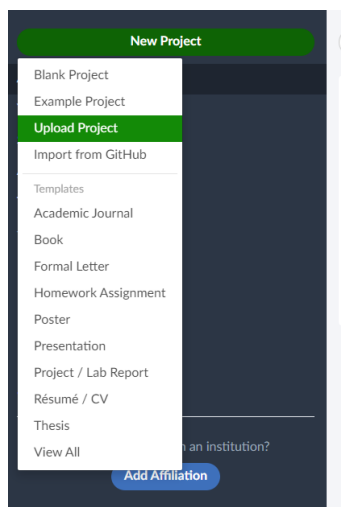 New Project
Blank Project
Example Project
Upload Project
Import from GitHub
Templates
Academic Journal
Book
Formal Letter
Homework Assignment
Poster
Presentation
Project / Lab Report
Résumé / CV
Thesis
View All
an institution?
Add Affiliation